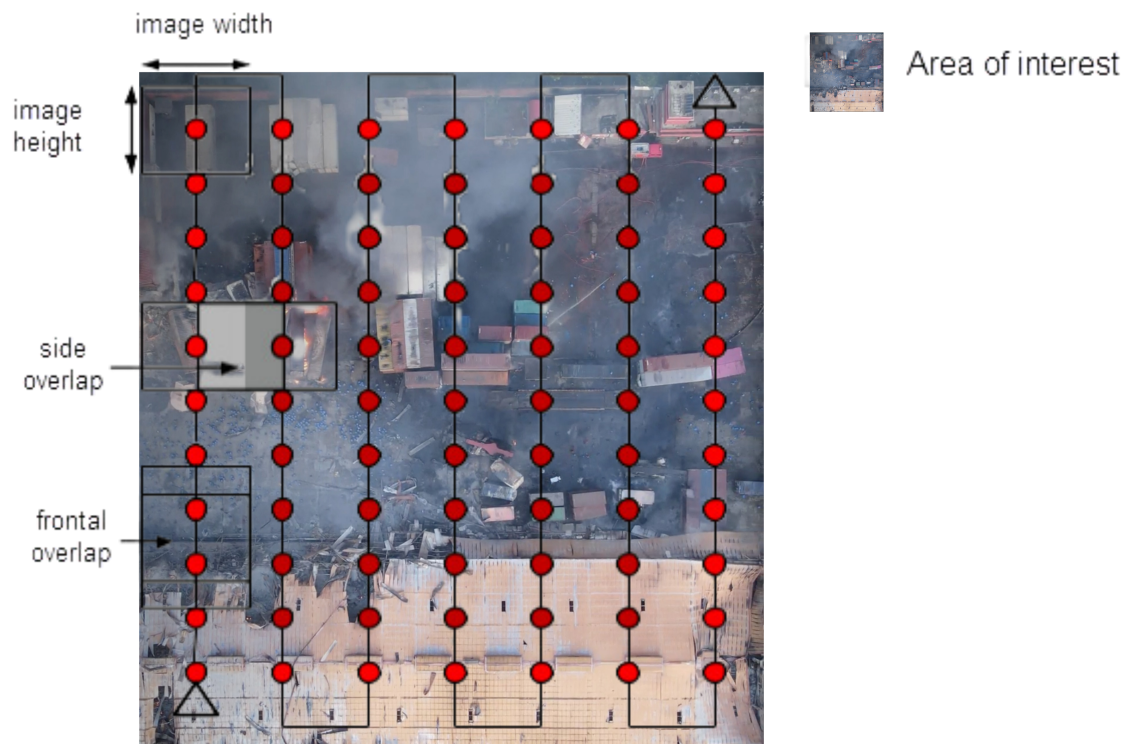 image width
Area of interest
image
height
side
overlap
frontal
overlap